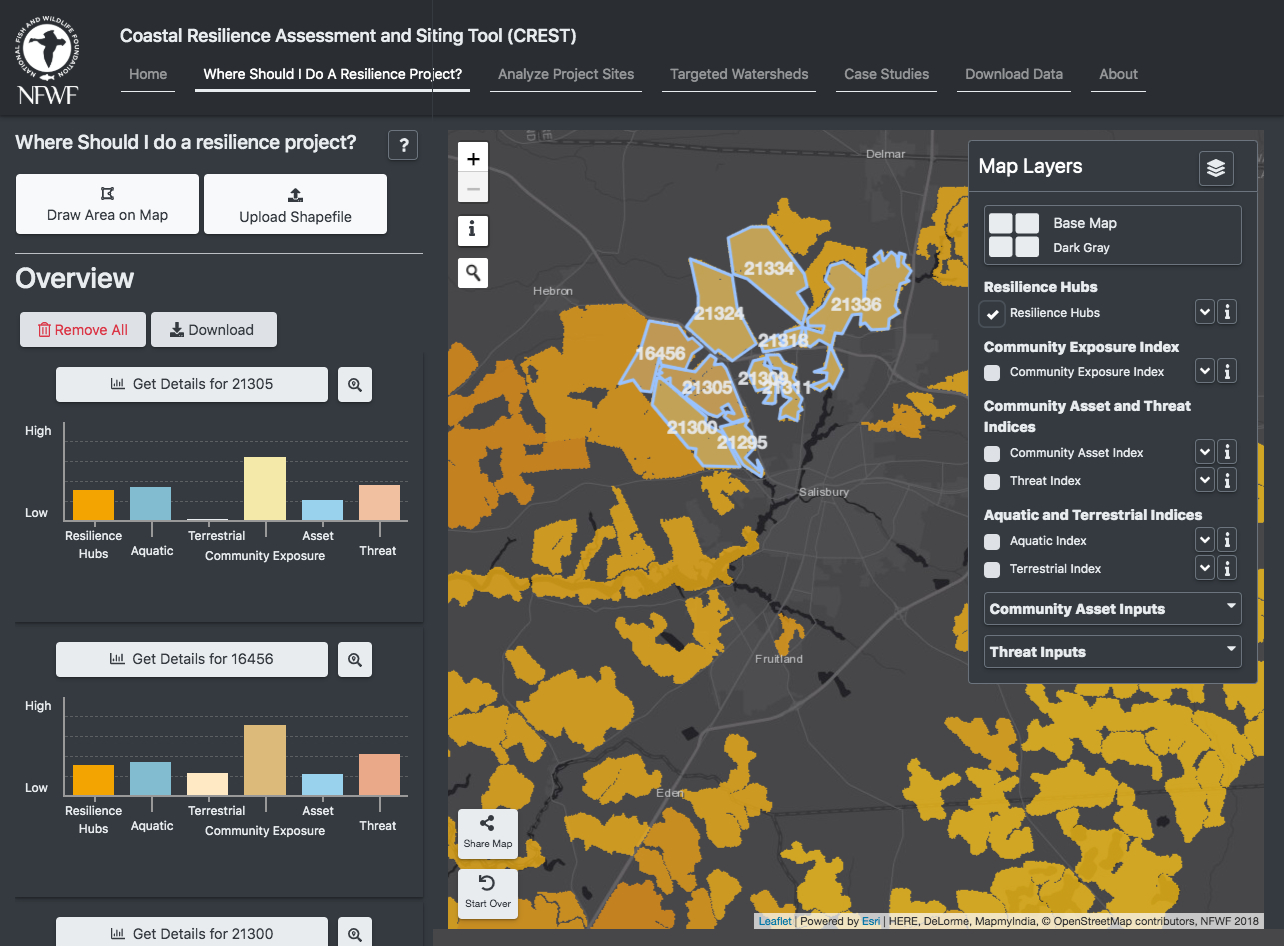 NATIONAL FISH AND WILDLIFE FOUNDATION
NFWF
Coastal Resilience Assessment and Siting Tool (CREST)
Home
Where Should I Do A Resilience Project?
Analyze Project Sites
Targeted Watersheds
Case Studies
Download Data
About
Where Should I do a resilience project?
?
Draw Area on Map
Upload Shapefile
Overview
Remove All
Download
Get Details for 21305
High
Low
Resilience
Hubs
Aquatic
Terrestrial
Community Exposure
Asset
Threat
Get Details for 16456
High
Low
Resilience
Hubs
Aquatic
Terrestrial
Community Exposure
Asset
Threat
Get Details for 21300
+
−
i
Delmar
Hebron
21334
21324
21336
21318
16456
21305
21309
21311
21300
21295
Salisbury
Fruitland
Eden
Share Map
Start Over
Map Layers
Base Map
Dark Gray
Resilience Hubs
Resilience Hubs
i
Community Exposure Index
Community Exposure Index
i
Community Asset and Threat
Indices
Community Asset Index
i
Threat Index
i
Aquatic and Terrestrial Indices
Aquatic Index
i
Terrestrial Index
i
Community Asset Inputs
Threat Inputs
Leaflet | Powered by Esri | HERE, DeLorme, MapmyIndia, © OpenStreetMap contributors, NFWF 2018